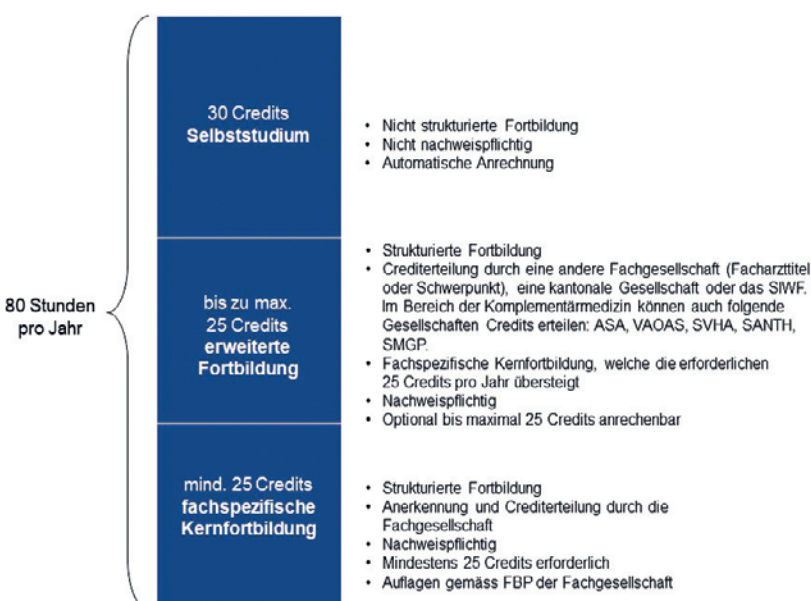 80 Stunden
pro Jahr
30 Credits
Selbststudium
• Nicht strukturierte Fortbildung
• Nicht nachweispflichtig
• Automatische Anrechnung
bis zu max.
25 Credits
erweiterte
Fortbildung
• Strukturierte Fortbildung
• Crediterteilung durch eine andere Fachgesellschaft (Facharzttitel
oder Schwerpunkt), eine kantonale Gesellschaft oder das SIWF.
Im Bereich der Komplementärmedizin können auch folgende
Gesellschaften Credits erteilen: ASA, VAOAS, SVHA, SANTH,
SMGP.
• Fachspezifische Kernfortbildung, welche die erforderlichen
25 Credits pro Jahr übersteigt
• Nachweispflichtig
• Optional bis maximal 25 Credits anrechenbar
mind. 25 Credits
fachspezifische
Kernfortbildung
• Strukturierte Fortbildung
• Anerkennung und Crediterteilung durch die
Fachgesellschaft
• Nachweispflichtig
• Mindestens 25 Credits erforderlich
• Auflagen gemäss FBP der Fachgesellschaft